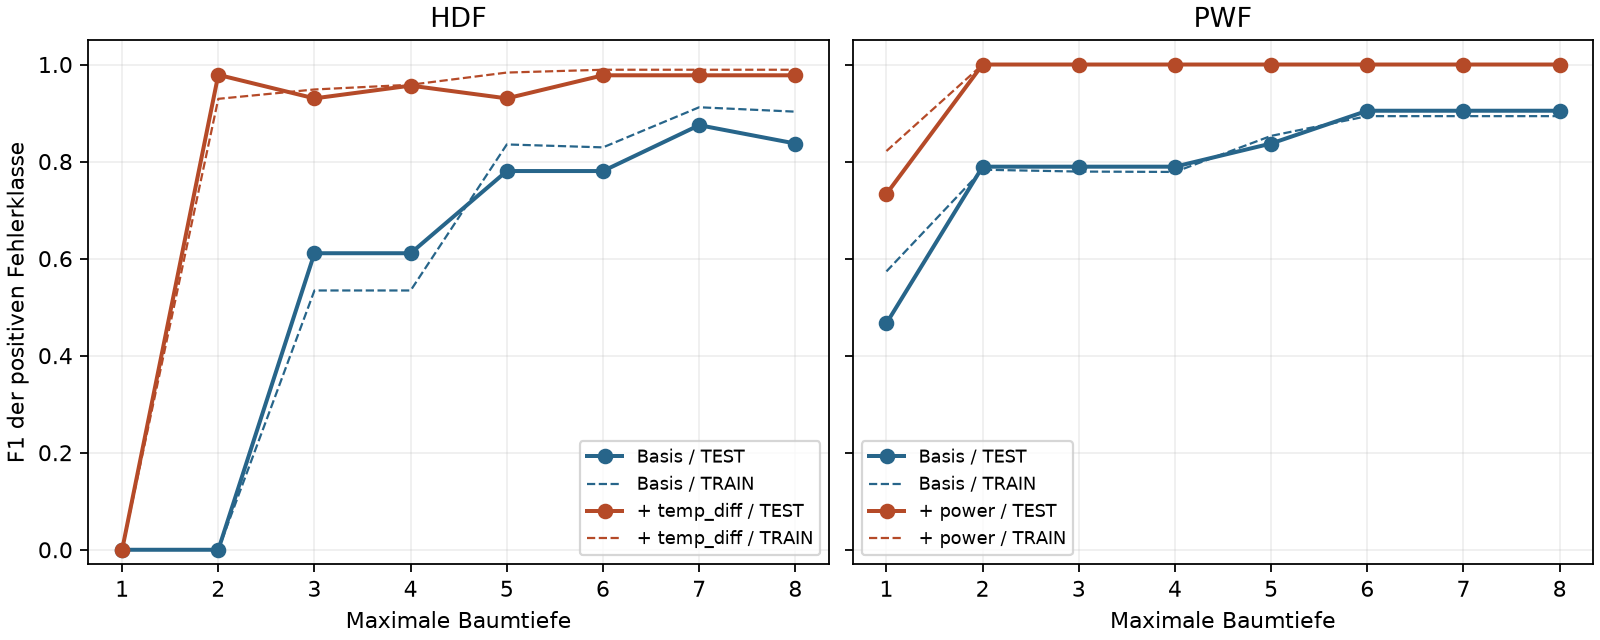 HDF
PWF
F1 der positiven Fehlerklasse
1.0
0.8
0.6
0.4
0.2
0.0
Basis / TEST
Basis / TRAIN
+ temp_diff / TEST
+ temp_diff / TRAIN
Basis / TEST
Basis / TRAIN
+ power / TEST
+ power / TRAIN
1 2 3 4 5 6 7 8
1 2 3 4 5 6 7 8
Maximale Baumtiefe
Maximale Baumtiefe